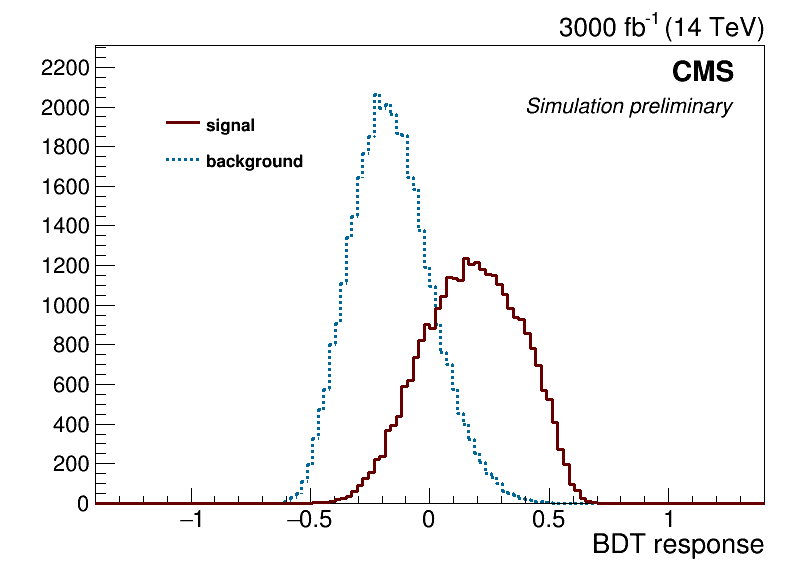 3000 fb⁻¹ (14 TeV)
CMS
Simulation preliminary
signal
background
2200
2000
1800
1600
1400
1200
1000
800
600
400
200
0
−1 −0.5 0 0.5 1
BDT response